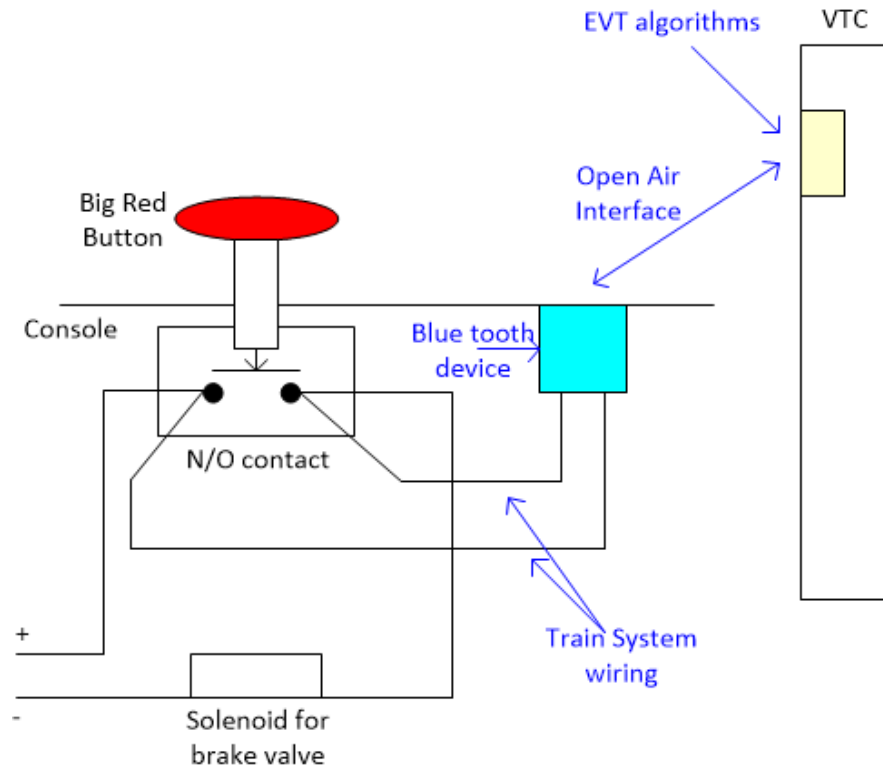 EVT algorithms
VTC
Open Air
Interface
Big Red
Button
Console
Blue tooth
device
N/O contact
+
Train System
wiring
-
Solenoid for
brake valve